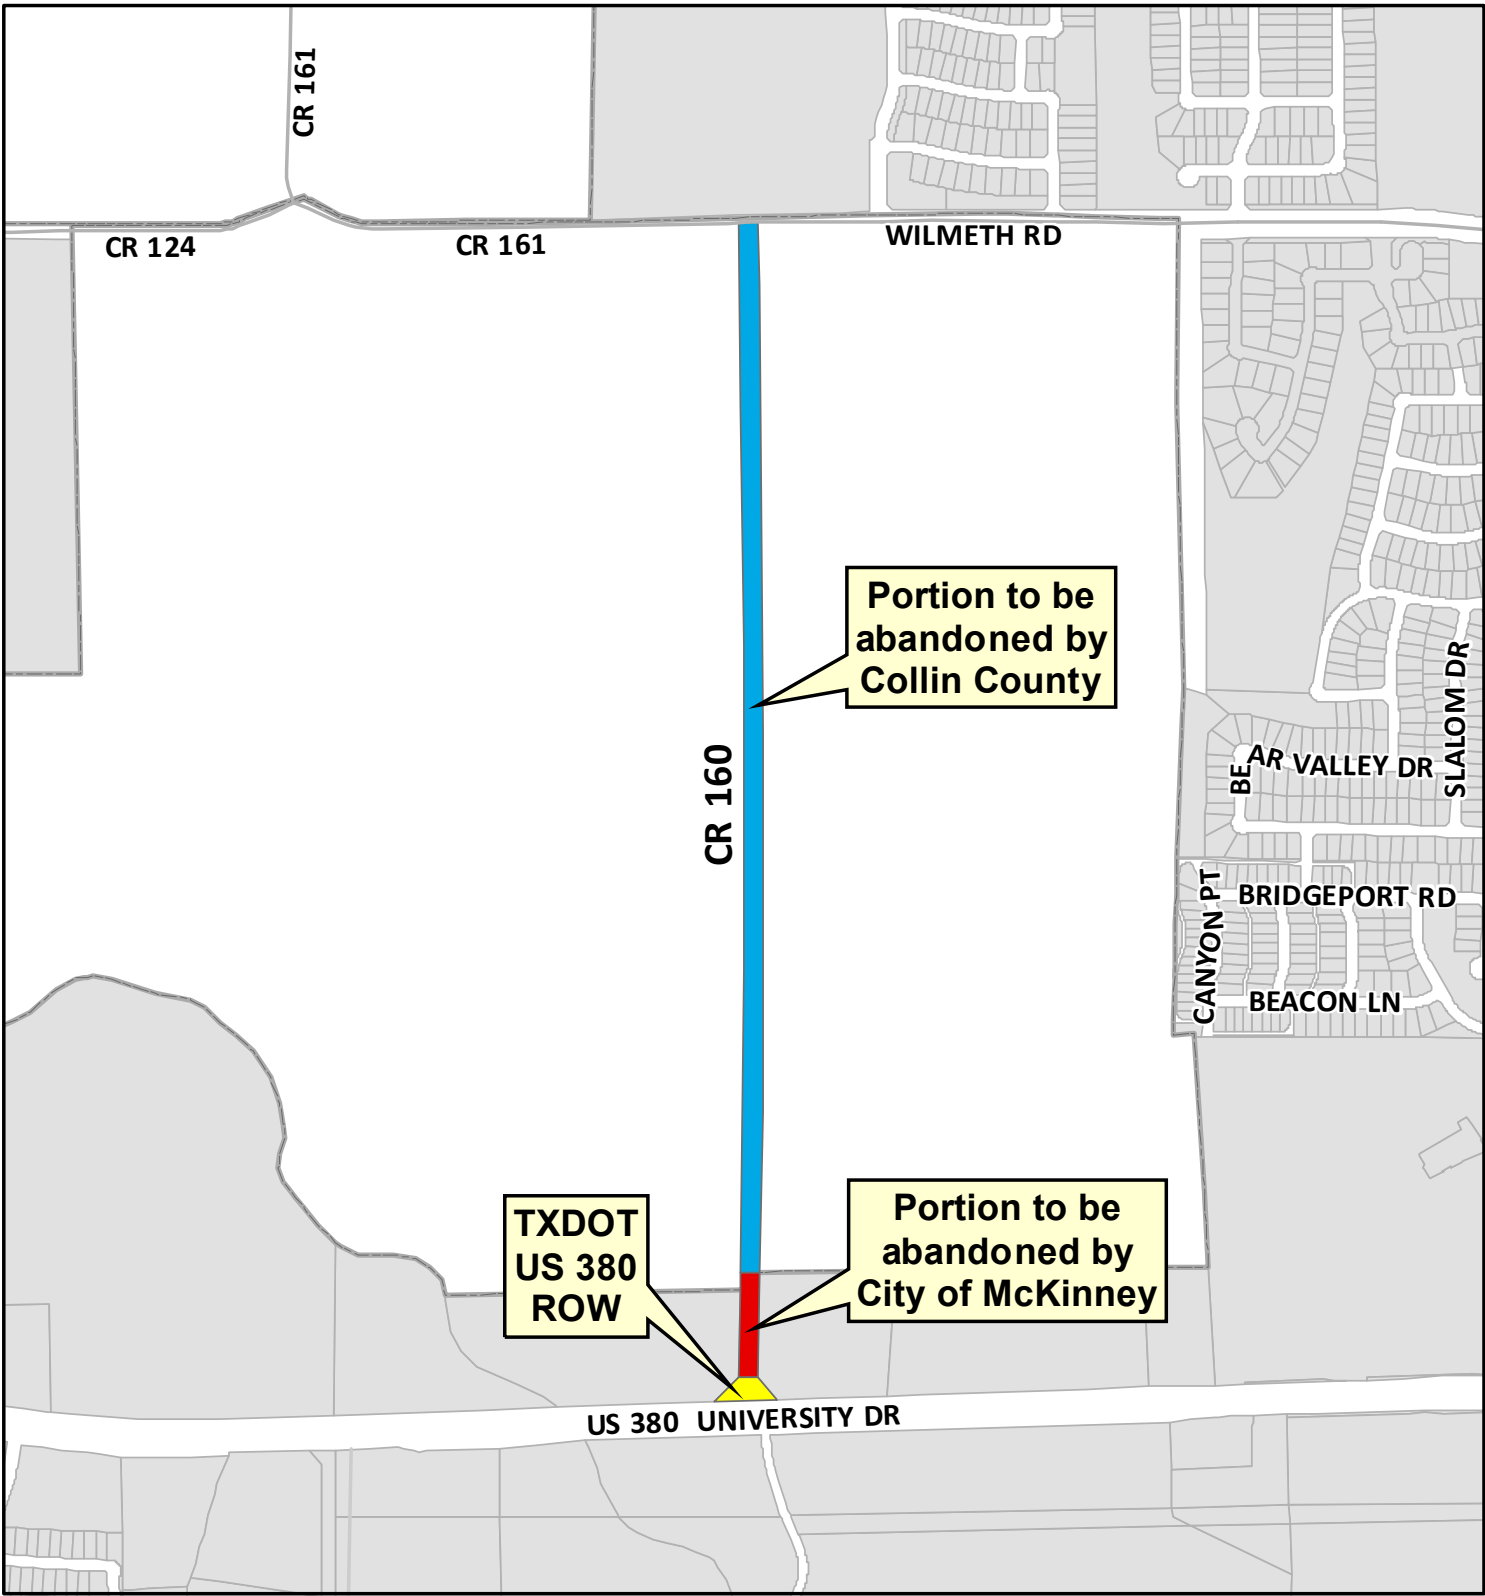 CR 161
CR 124
CR 161
WILMETH RD
Portion to be
abandoned by
Collin County
CR 160
SLALOM DR
BEAR VALLEY DR
CANYON PT
BRIDGEPORT RD
BEACON LN
TXDOT
US 380
ROW
Portion to be
abandoned by
City of McKinney
US 380 UNIVERSITY DR